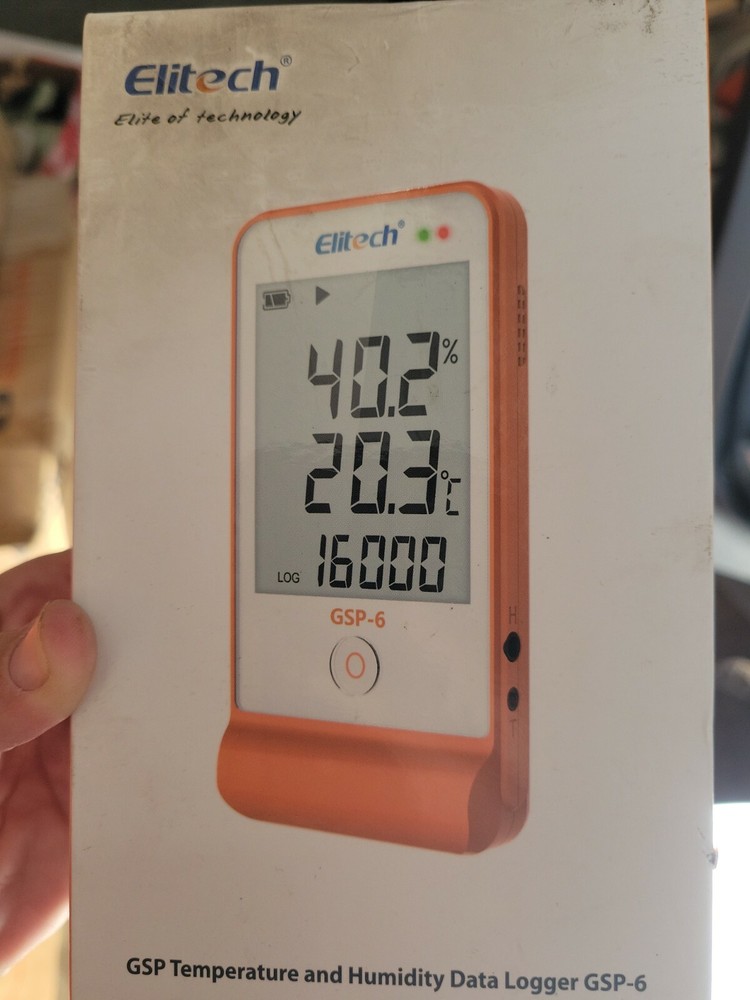 Elitech®
Elite of technology
Elitech®
40.2%
20.3℃
LOG 16000
GSP-6
H
T
GSP Temperature and Humidity Data Logger GSP-6